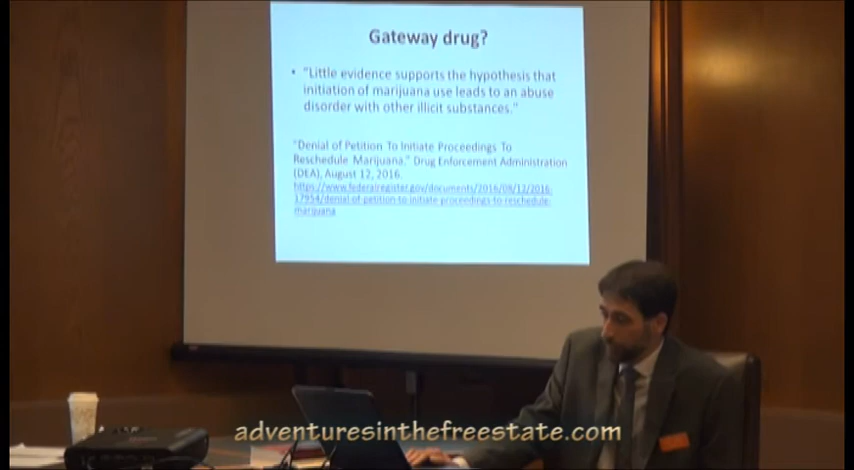 Gateway drug?
• "Little evidence supports the hypothesis that
initiation of marijuana use leads to an abuse
disorder with other illicit substances."
"Denial of Petition To Initiate Proceedings To
Reschedule Marijuana." Drug Enforcement Administration
(DEA), August 12, 2016.
https://www.federalregister.gov/documents/2016/08/12/2016-
17954/denial-of-petition-to-initiate-proceedings-to-reschedule-
marijuana
adventuresinthefreestate.com